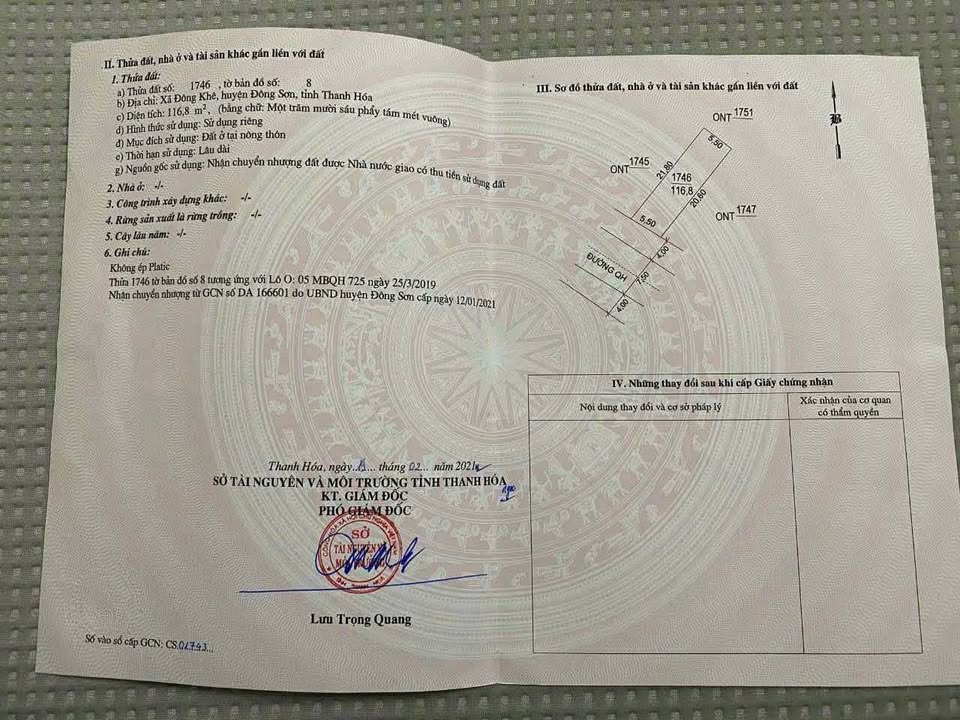 II. Thửa đất, nhà ở và tài sản khác gắn liền với đất
1. Thửa đất:
a) Thửa đất số: 1746 , tờ bản đồ số: 8
b) Địa chỉ: Xã Đông Khê, huyện Đông Sơn, tỉnh Thanh Hóa
c) Diện tích: 116,8 m², (bằng chữ: Một trăm mười sáu phẩy tám mét vuông)
d) Hình thức sử dụng: Sử dụng riêng
đ) Mục đích sử dụng: Đất ở tại nông thôn
e) Thời hạn sử dụng: Lâu dài
g) Nguồn gốc sử dụng: Nhận chuyển nhượng đất được Nhà nước giao có thu tiền sử dụng đất
2. Nhà ở: -/-
3. Công trình xây dựng khác: -/-
4. Rừng sản xuất là rừng trồng: -/-
5. Cây lâu năm: -/-
6. Ghi chú:
Không ép Platic
Thửa 1746 tờ bản đồ số 8 tương ứng với Lô O: 05 MBQH 725 ngày 25/3/2019
Nhận chuyển nhượng từ GCN số DA 166601 do UBND huyện Đông Sơn cấp ngày 12/01/2021
Thanh Hóa, ngày... tháng 02... năm 2021
SỞ TÀI NGUYÊN VÀ MÔI TRƯỜNG TỈNH THANH HÓA
KT. GIÁM ĐỐC
PHÓ GIÁM ĐỐC
SỞ
TÀI NGUYÊN VÀ
Lưu Trọng Quang
Số vào sổ cấp GCN: CS.01743...
III. Sơ đồ thửa đất, nhà ở và tài sản khác gắn liền với đất
B
ONT 1751
5,50
ONT 1745
21,80
1746
116,8
20,60
ONT 1747
5,50
4,00
ĐƯỜNG QH
7,50
4,00
IV. Những thay đổi sau khi cấp Giấy chứng nhận
Nội dung thay đổi và cơ sở pháp lý
Xác nhận của cơ quan
có thẩm quyền